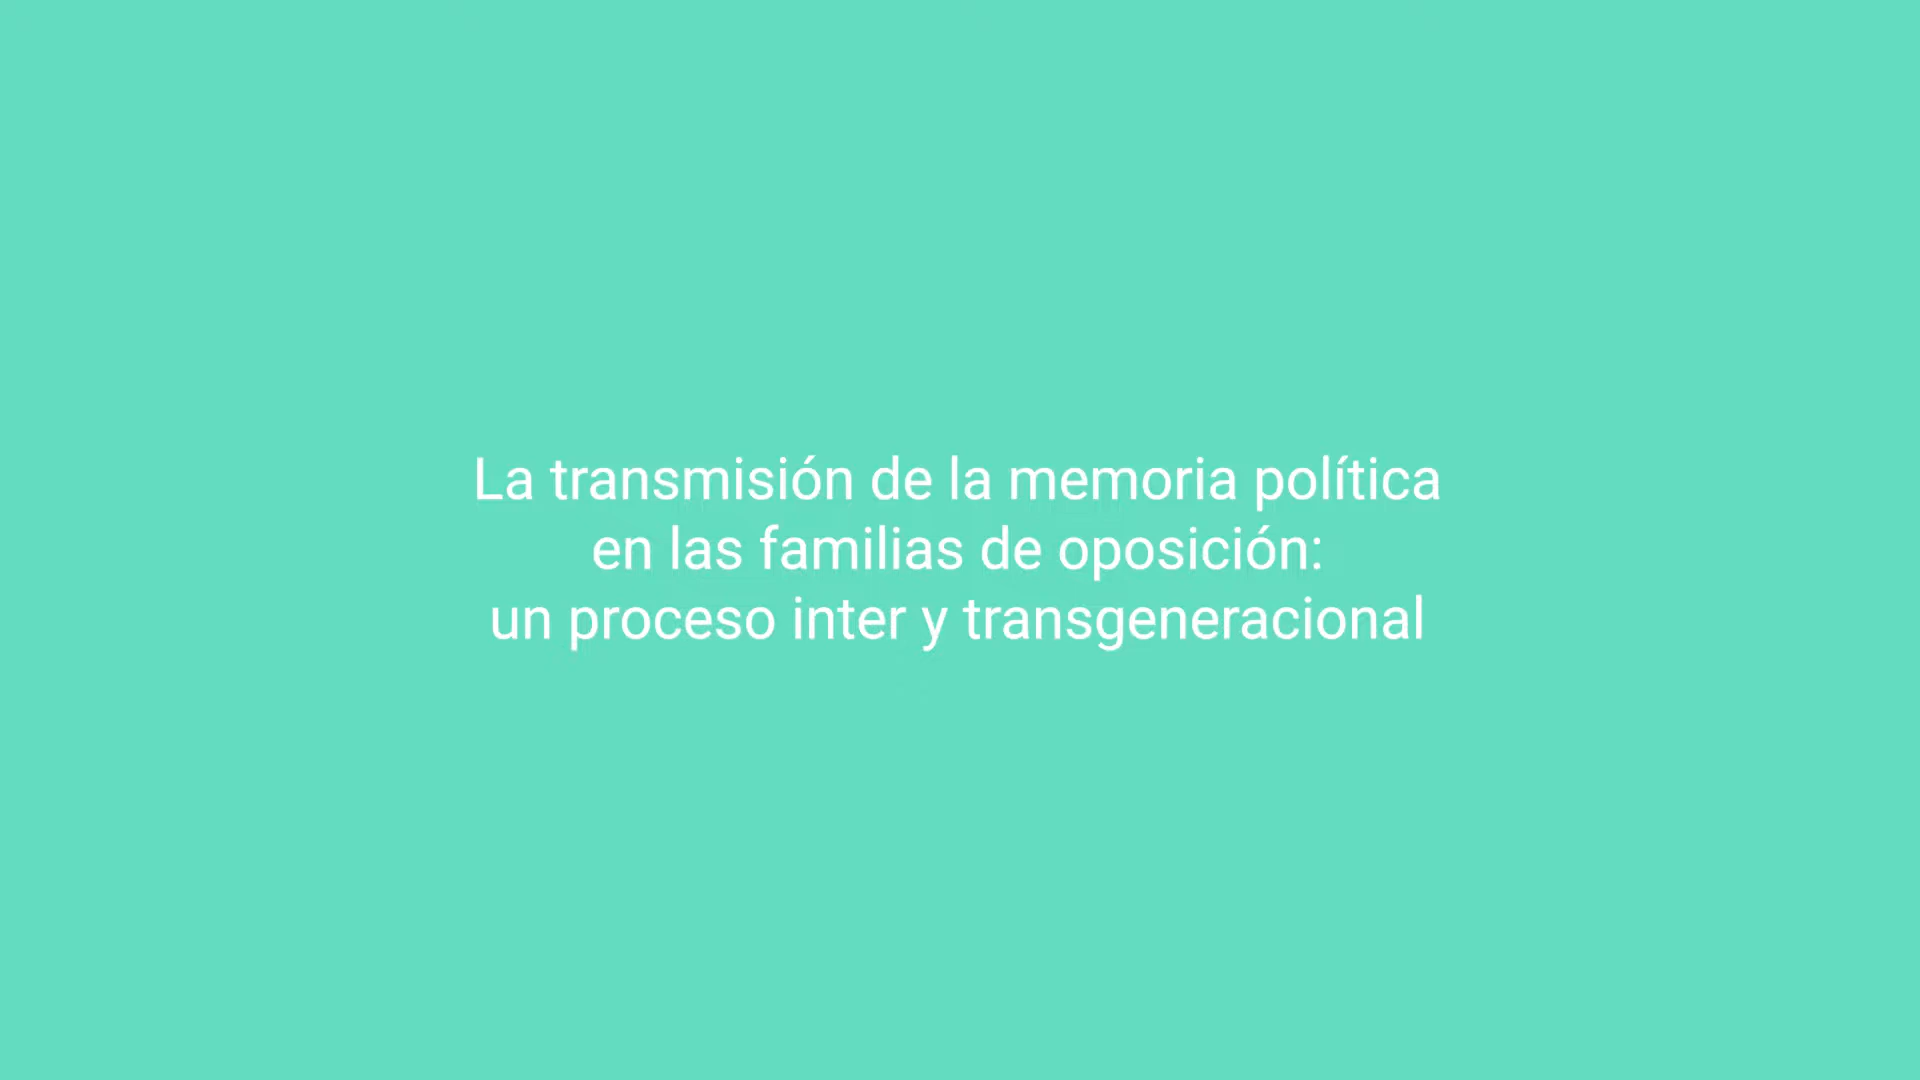 La transmisión de la memoria política
en las familias de oposición:
un proceso inter y transgeneracional